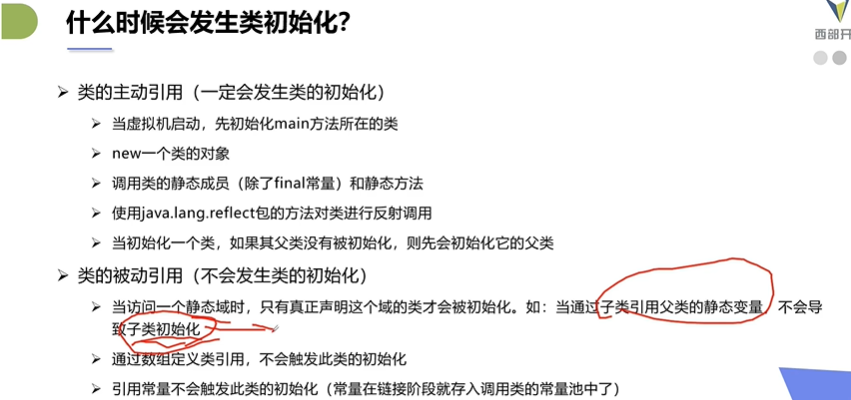 什么时候会发生类初始化?
西部开
类的主动引用（一定会发生类的初始化）
当虚拟机启动，先初始化main方法所在的类
new一个类的对象
调用类的静态成员（除了final常量）和静态方法
使用java.lang.reflect包的方法对类进行反射调用
当初始化一个类，如果其父类没有被初始化，则先会初始化它的父类
类的被动引用（不会发生类的初始化）
当访问一个静态域时，只有真正声明这个域的类才会被初始化。如：当通过子类引用父类的静态变量，不会导
致子类初始化
通过数组定义类引用，不会触发此类的初始化
引用常量不会触发此类的初始化（常量在链接阶段就存入调用类的常量池中了）